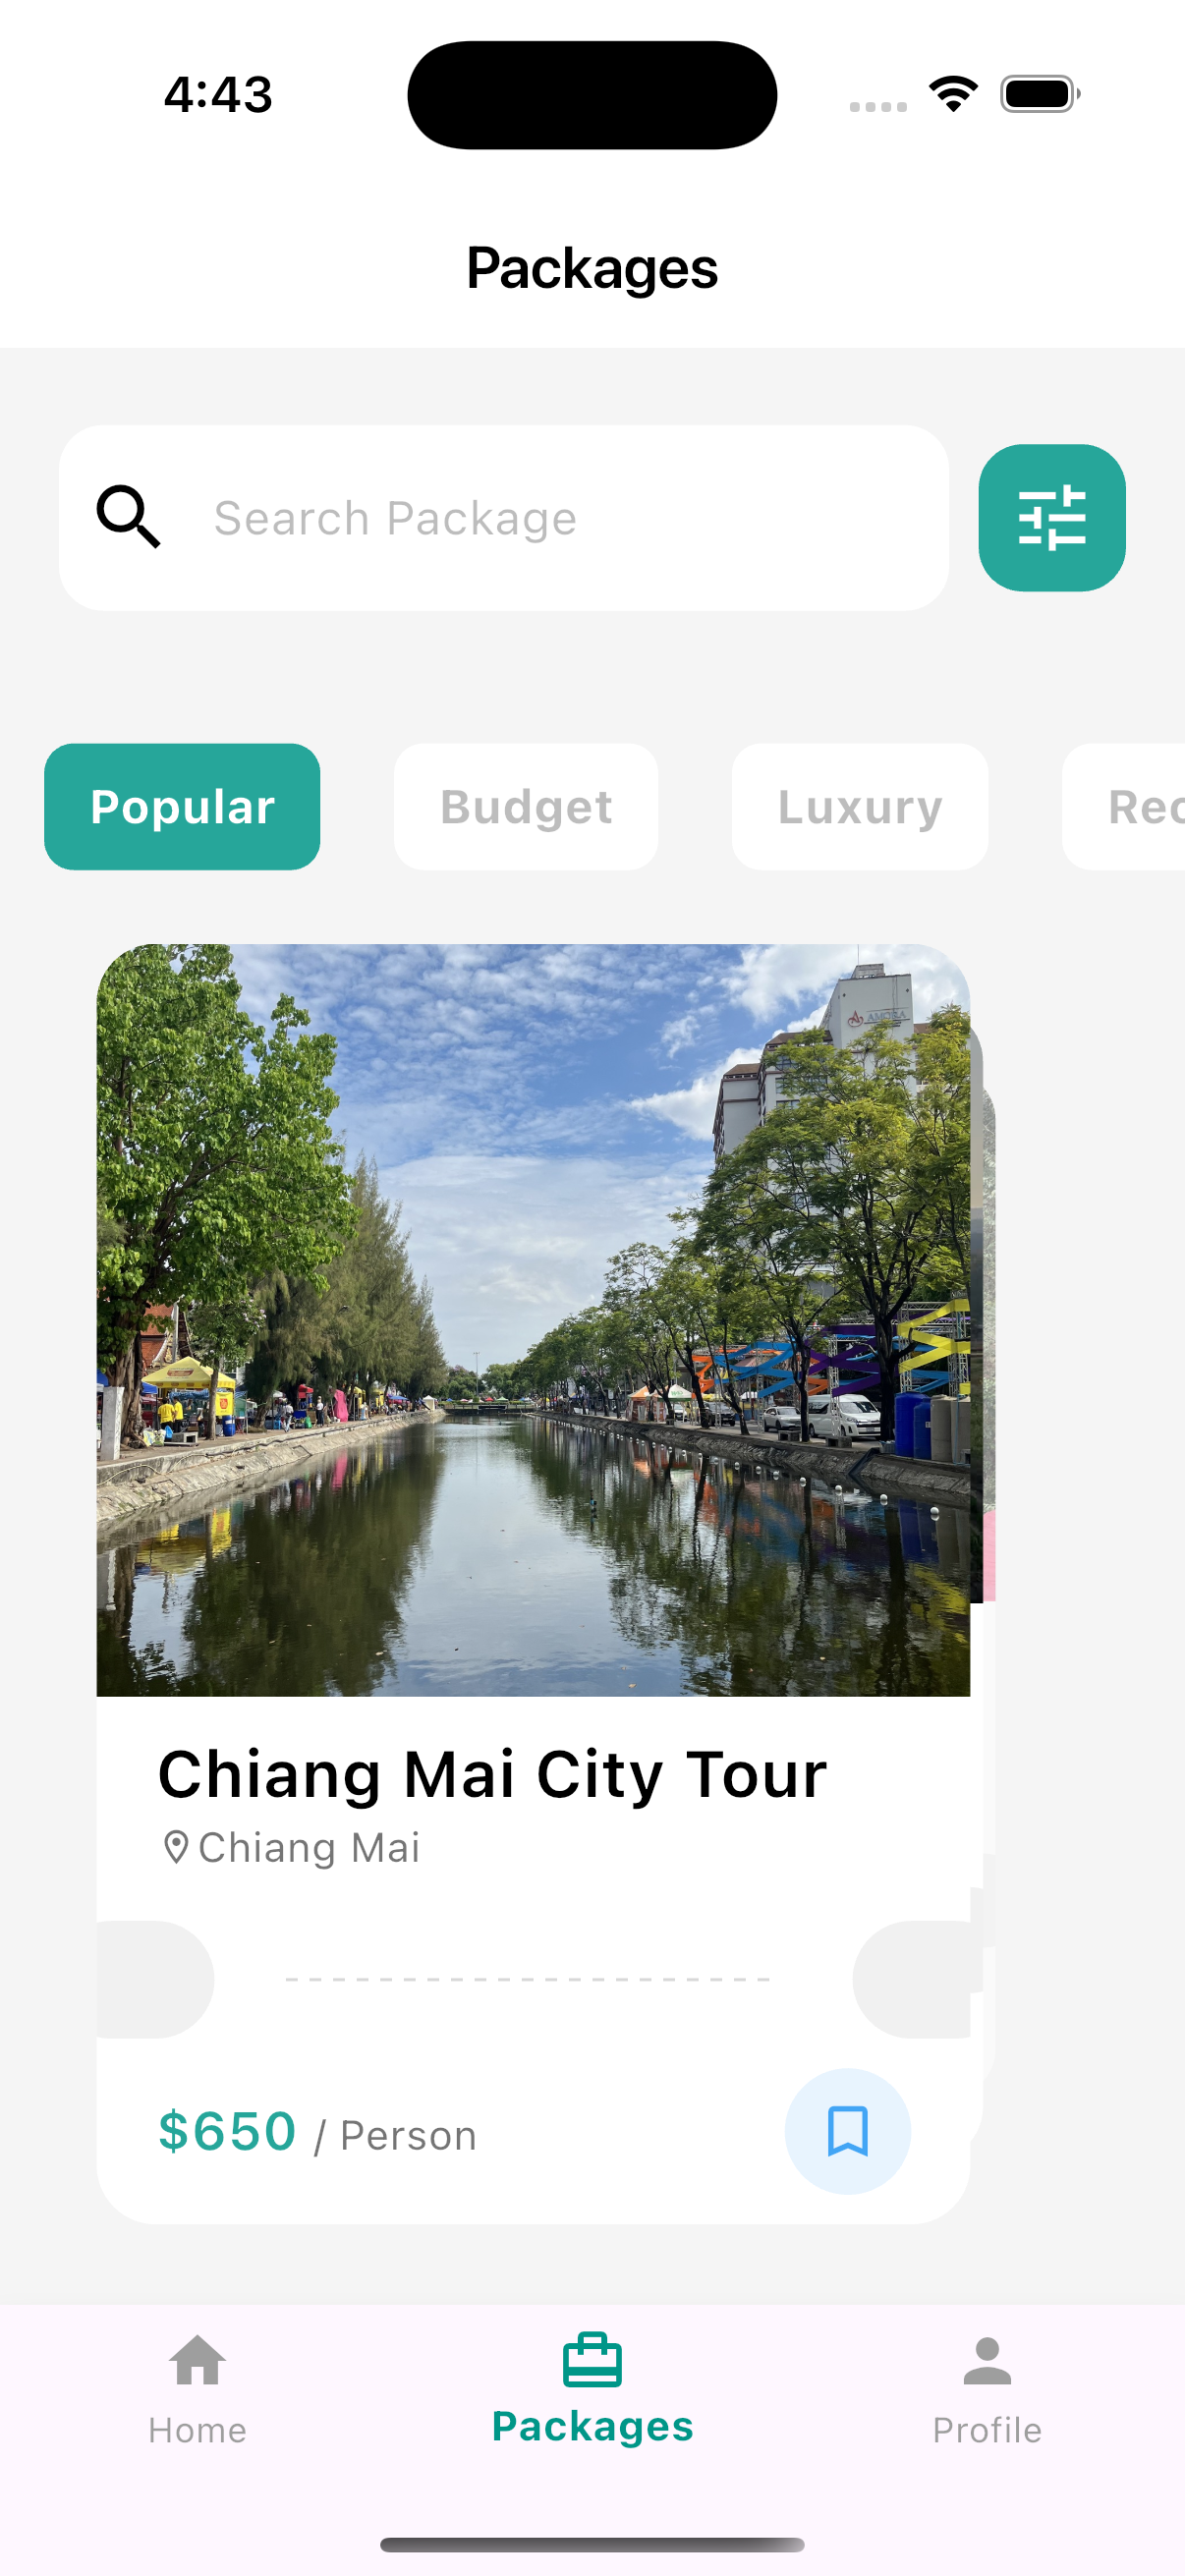 4:43
Packages
Search Package
Popular
Budget
Luxury
AMORA
Chiang Mai City Tour
Chiang Mai
$650 / Person
Home
Packages
Profile